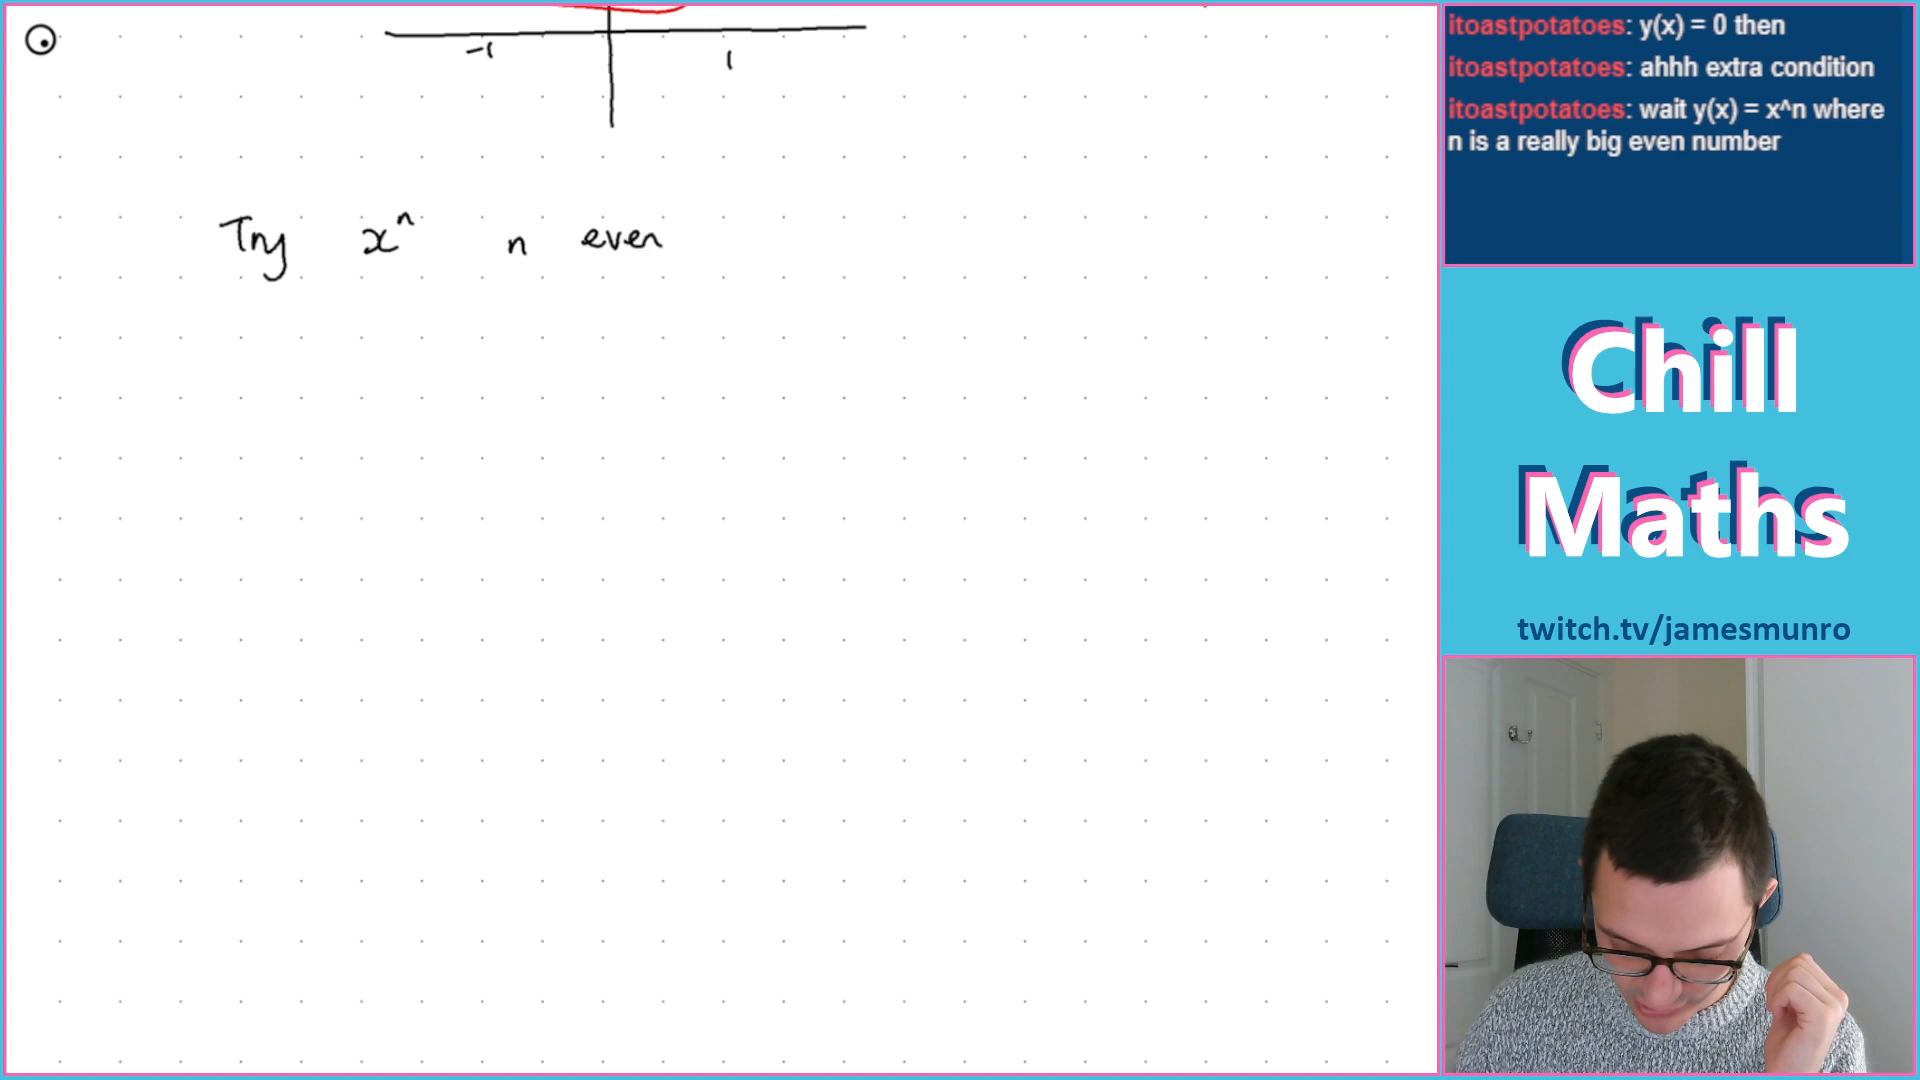 -1
1
Try x^n n even
itoastpotatoes: y(x) = 0 then
itoastpotatoes: ahhh extra condition
itoastpotatoes: wait y(x) = x^n where
n is a really big even number
Chill
Maths
twitch.tv/jamesmunro